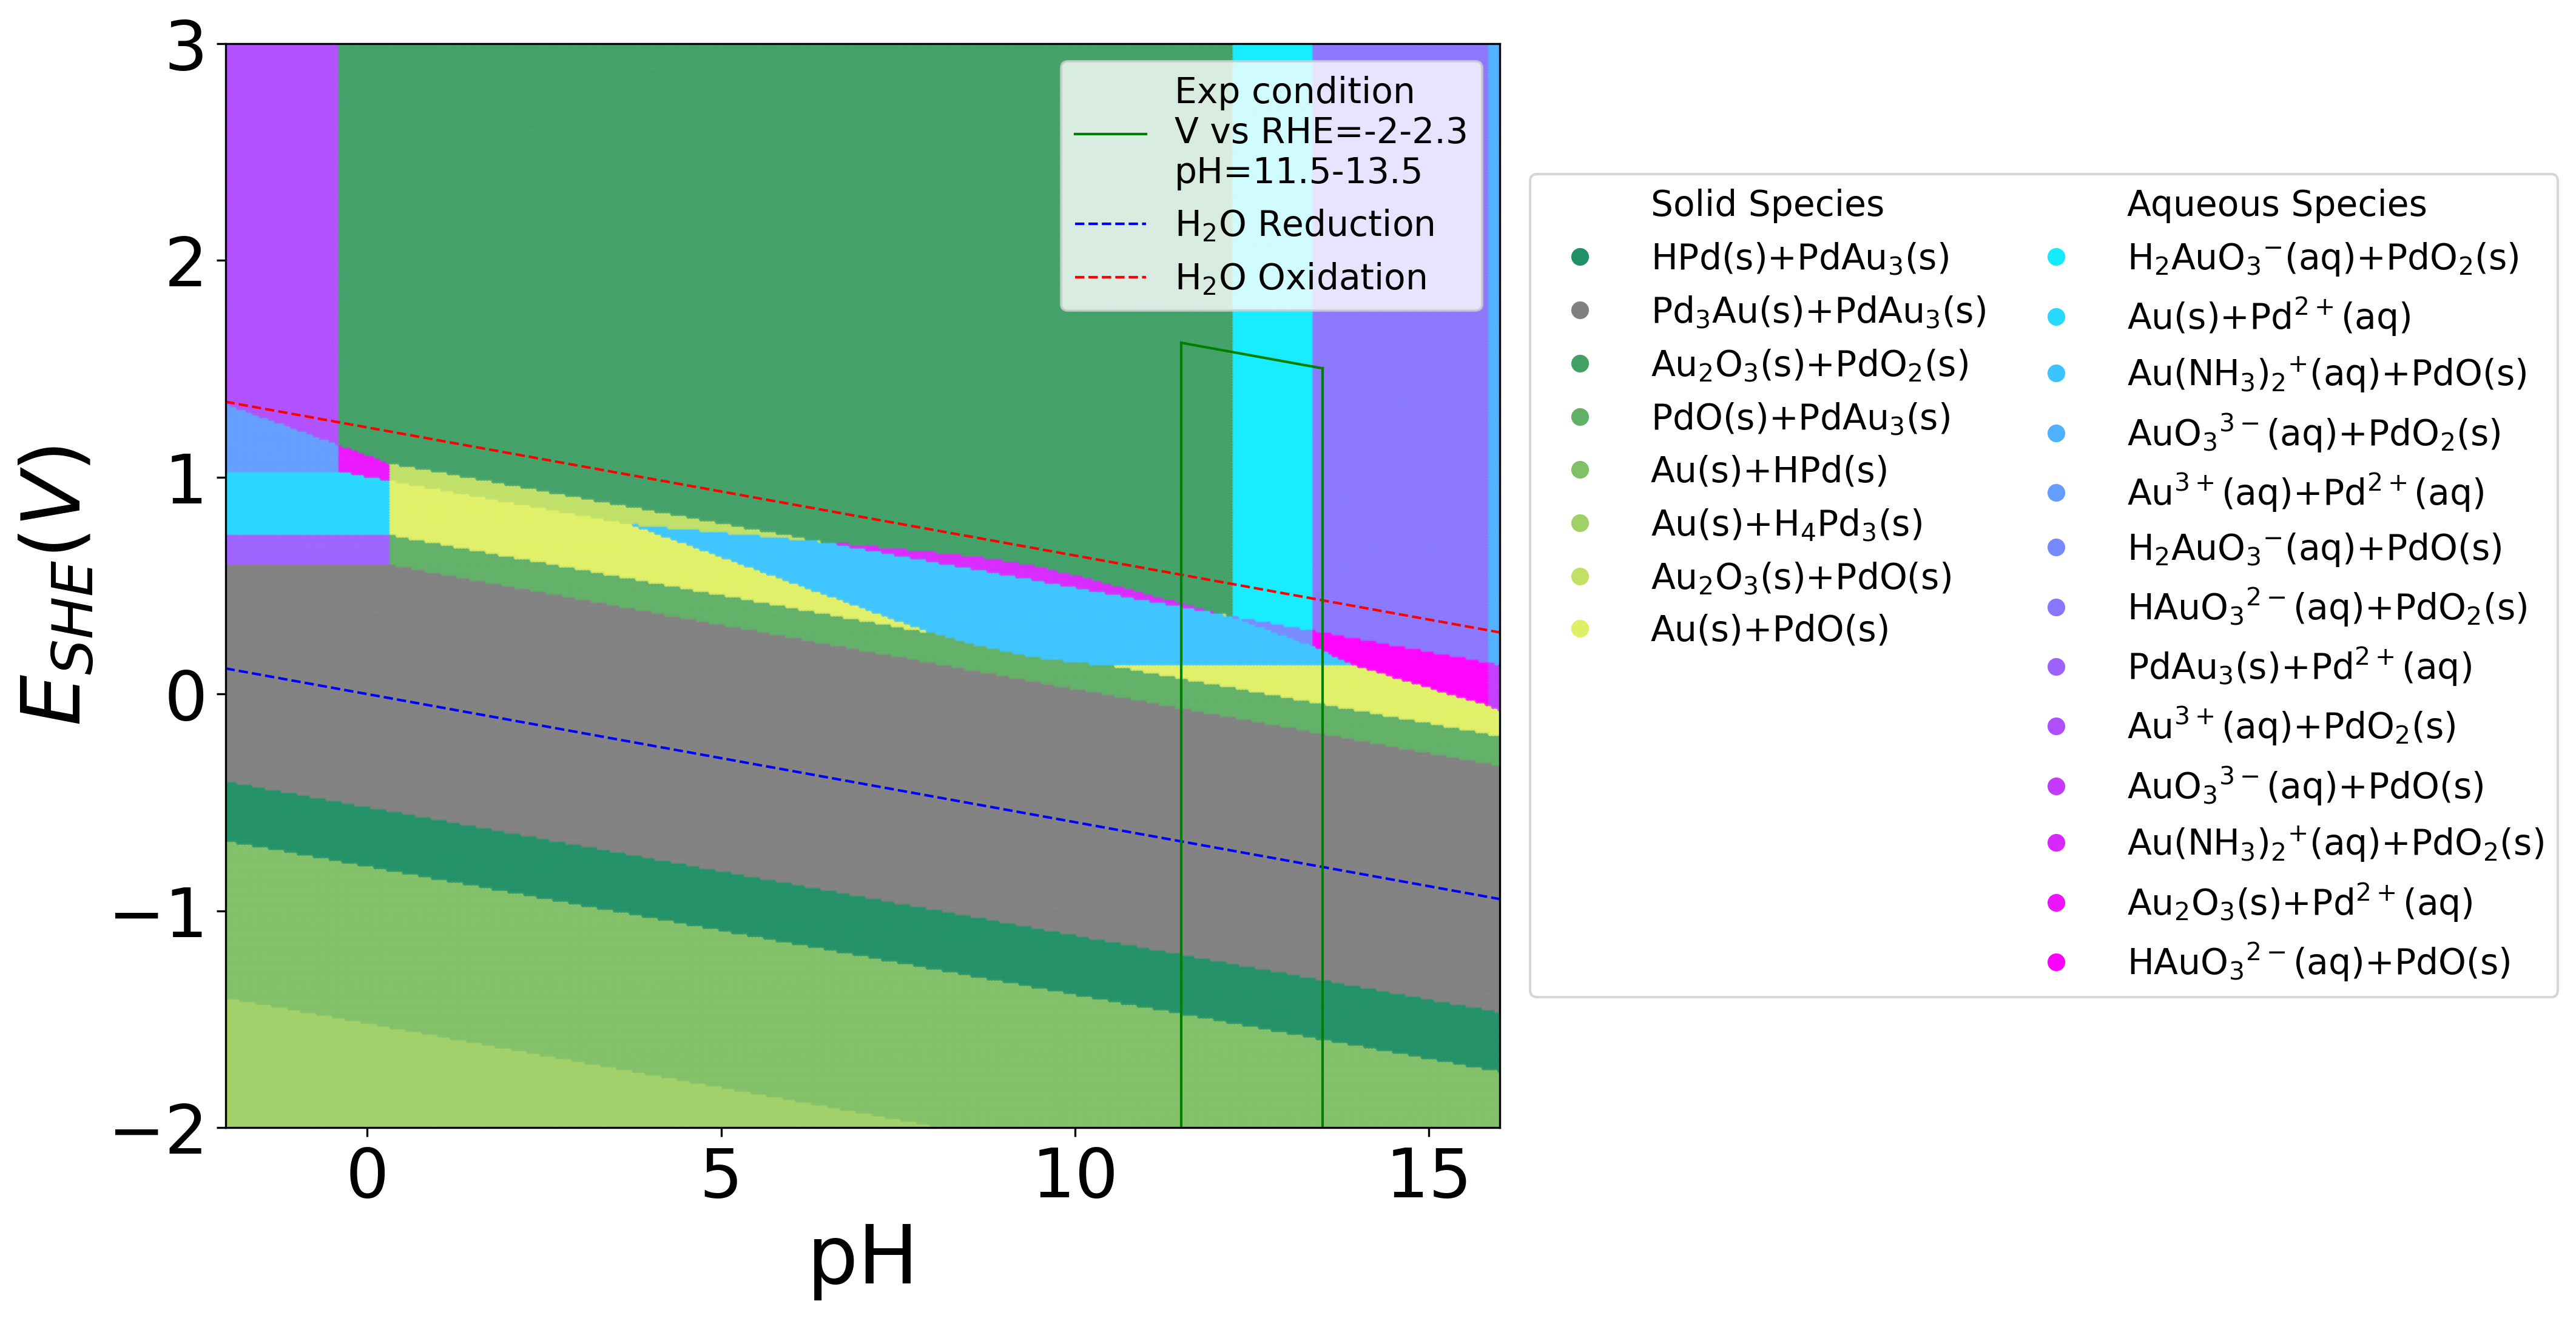 3
2
1
0
−1
−2
E_SHE(V)
0
5
10
15
pH
Exp condition
V vs RHE=-2-2.3
pH=11.5-13.5
H₂O Reduction
H₂O Oxidation
Solid Species
HPd(s)+PdAu₃(s)
Pd₃Au(s)+PdAu₃(s)
Au₂O₃(s)+PdO₂(s)
PdO(s)+PdAu₃(s)
Au(s)+HPd(s)
Au(s)+H₄Pd₃(s)
Au₂O₃(s)+PdO(s)
Au(s)+PdO(s)
Aqueous Species
H₂AuO₃⁻(aq)+PdO₂(s)
Au(s)+Pd²⁺(aq)
Au(NH₃)₂⁺(aq)+PdO(s)
AuO₃³⁻(aq)+PdO₂(s)
Au³⁺(aq)+Pd²⁺(aq)
H₂AuO₃⁻(aq)+PdO(s)
HAuO₃²⁻(aq)+PdO₂(s)
PdAu₃(s)+Pd²⁺(aq)
Au³⁺(aq)+PdO₂(s)
AuO₃³⁻(aq)+PdO(s)
Au(NH₃)₂⁺(aq)+PdO₂(s)
Au₂O₃(s)+Pd²⁺(aq)
HAuO₃²⁻(aq)+PdO(s)